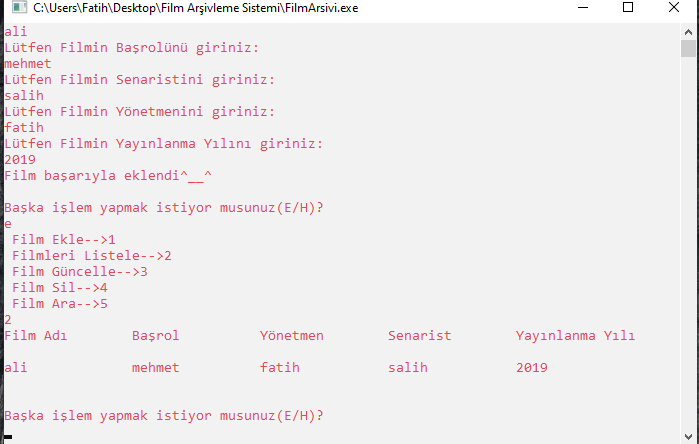 C:\Users\Fatih\Desktop\Film Arşivleme Sistemi\FilmArsivi.exe
ali
Lütfen Filmin Başrolünü giriniz:
mehmet
Lütfen Filmin Senaristini giriniz:
salih
Lütfen Filmin Yönetmenini giriniz:
fatih
Lütfen Filmin Yayınlanma Yılını giriniz:
2019
Film başarıyla eklendi^__^
Başka işlem yapmak istiyor musunuz(E/H)?
e
Film Ekle-->1
Filmleri Listele-->2
Film Güncelle-->3
Film Sil-->4
Film Ara-->5
2
Film Adı Başrol Yönetmen Senarist Yayınlanma Yılı
ali mehmet fatih salih 2019
Başka işlem yapmak istiyor musunuz(E/H)?